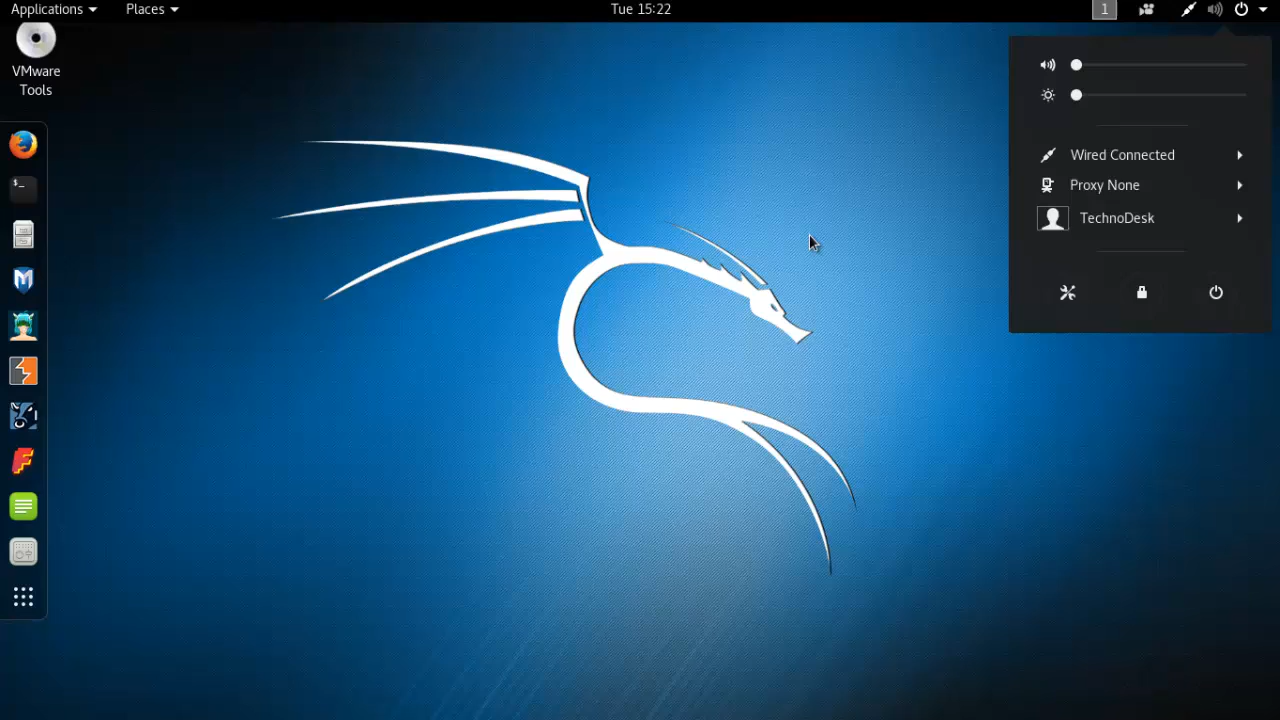 Applications Places Tue 15:22 1
VMware
Tools
Wired Connected
Proxy None
TechnoDesk